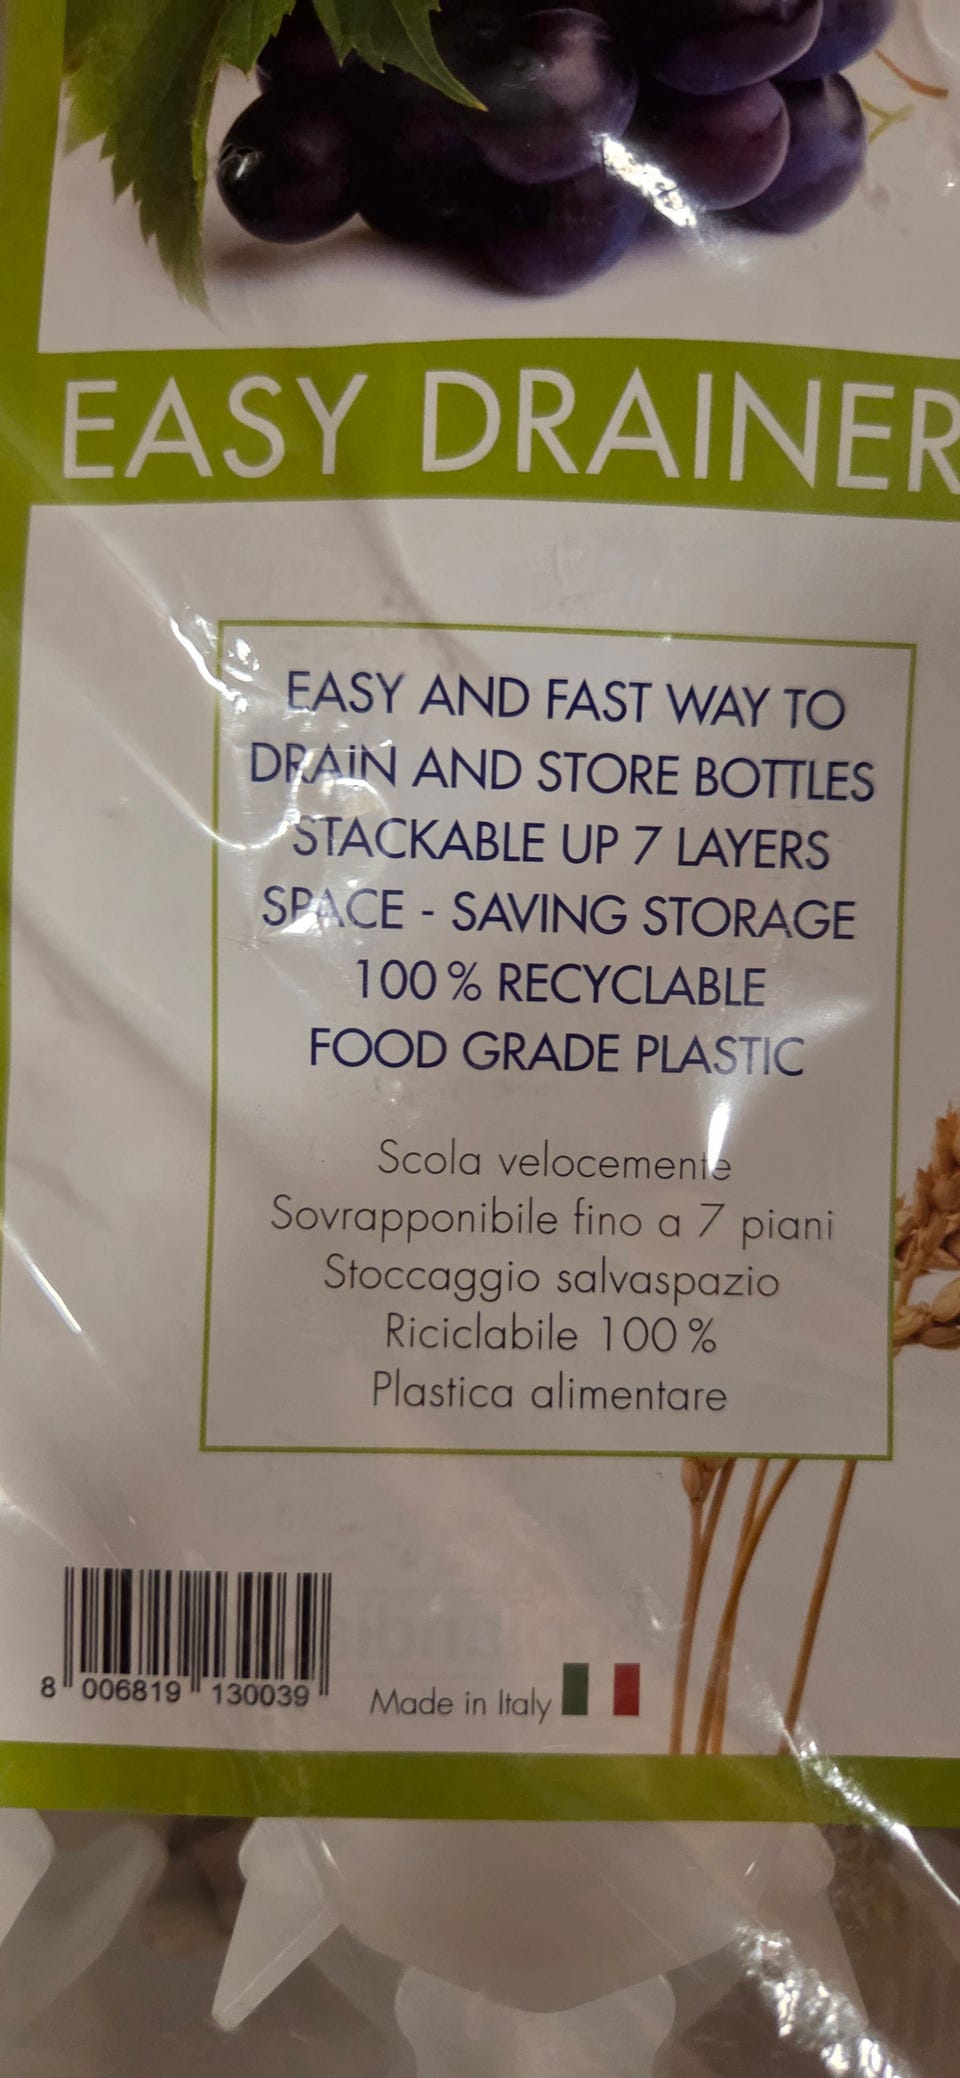 EASY DRAINER
EASY AND FAST WAY TO
DRAIN AND STORE BOTTLES
STACKABLE UP 7 LAYERS
SPACE - SAVING STORAGE
100% RECYCLABLE
FOOD GRADE PLASTIC
Scola velocemente
Sovrapponibile fino a 7 piani
Stoccaggio salvaspazio
Riciclabile 100%
Plastica alimentare
8 006819 130039
Made in Italy